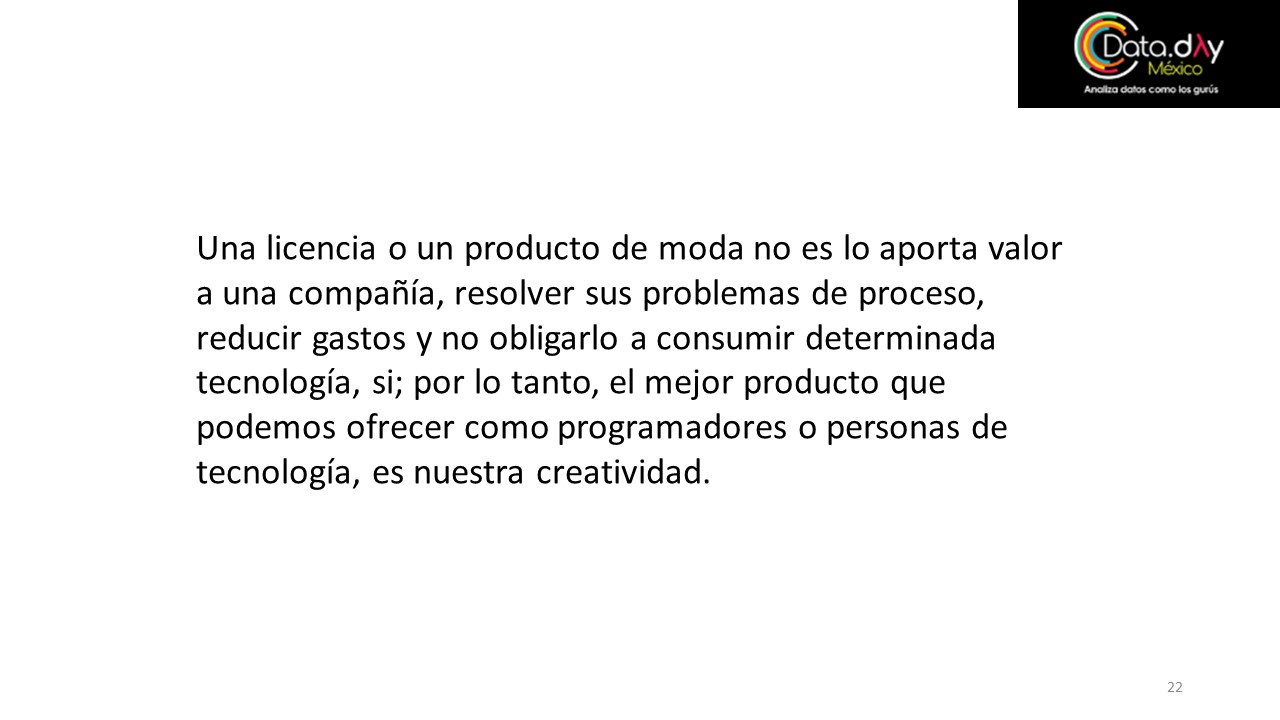 Data.dλy
México
Analiza datos como los gurús
Una licencia o un producto de moda no es lo aporta valor
a una compañía, resolver sus problemas de proceso,
reducir gastos y no obligarlo a consumir determinada
tecnología, si; por lo tanto, el mejor producto que
podemos ofrecer como programadores o personas de
tecnología, es nuestra creatividad.
22